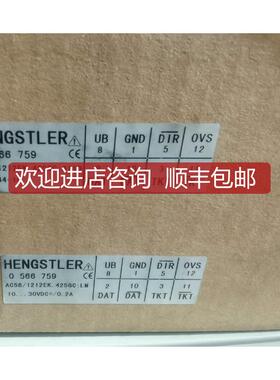 NGSTLER UB GND DIR OVS
66 759 8 1 5 12
欢迎进店咨询 顺丰包邮
HENGSTLER UB GND DIR OVS
0 566 759 8 1 5 12
AC58/1212EK.42SGC:LM 2 10 3 11
10...30VDC=/0.2A DAT DAT TKT TKT